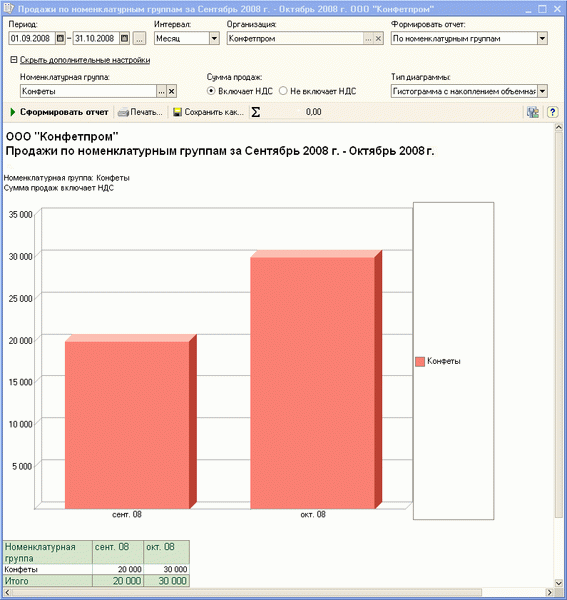 Продажи по номенклатурным группам за Сентябрь 2008 г. - Октябрь 2008 г. ООО "Конфетпром"
Период: Интервал: Организация: Формировать отчет:
01.09.2008 – 31.10.2008 ... Месяц Конфетпром ... x По номенклатурным группам
Скрыть дополнительные настройки
Номенклатурная группа: Сумма продаж: Тип диаграммы:
Конфеты ... x Включает НДС Не включает НДС Гистограмма с накоплением объемная
Сформировать отчет Печать... Сохранить как... Σ 0,00 ?
ООО "Конфетпром"
Продажи по номенклатурным группам за Сентябрь 2008 г. - Октябрь 2008 г.
Номенклатурная группа: Конфеты
Сумма продаж включает НДС
35 000
30 000
25 000
20 000
15 000
10 000
5 000
Конфеты
сент. 08 окт. 08
Номенклатурная группа сент. 08 окт. 08
Конфеты 20 000 30 000
Итого 20 000 30 000